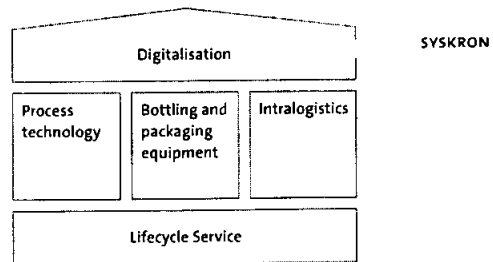 Digitalisation
SYSKRON
Process
technology
Bottling and
packaging
equipment
Intralogistics
Lifecycle Service